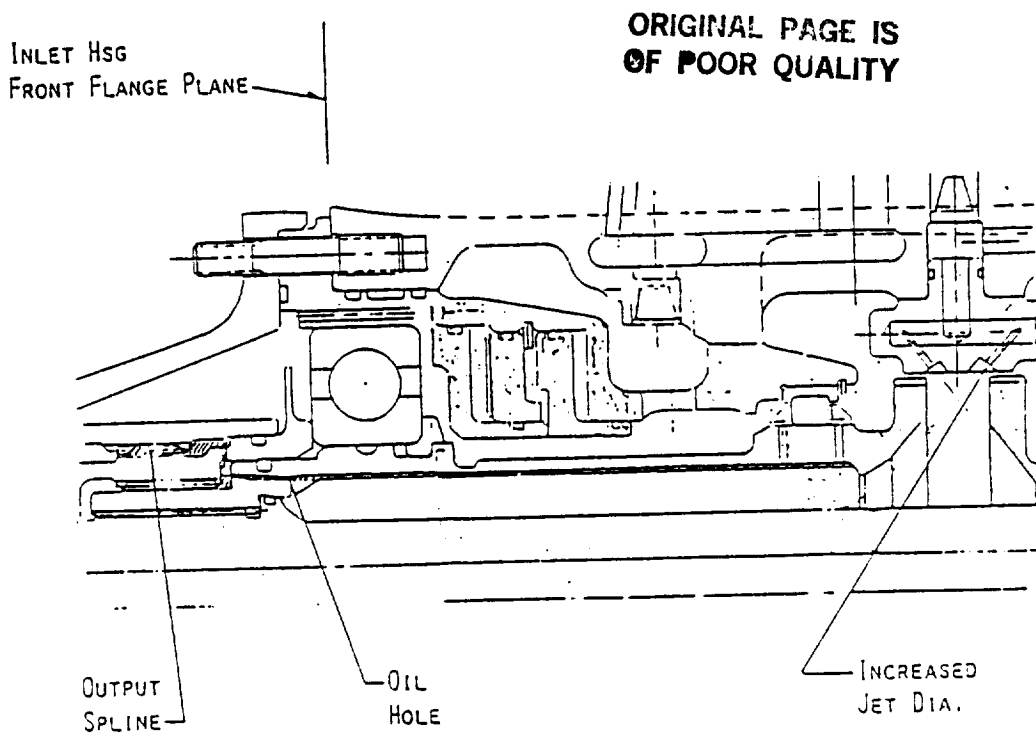 ORIGINAL PAGE IS
OF POOR QUALITY
INLET HSG
FRONT FLANGE PLANE
OUTPUT
SPLINE
OIL
HOLE
INCREASED
JET DIA.